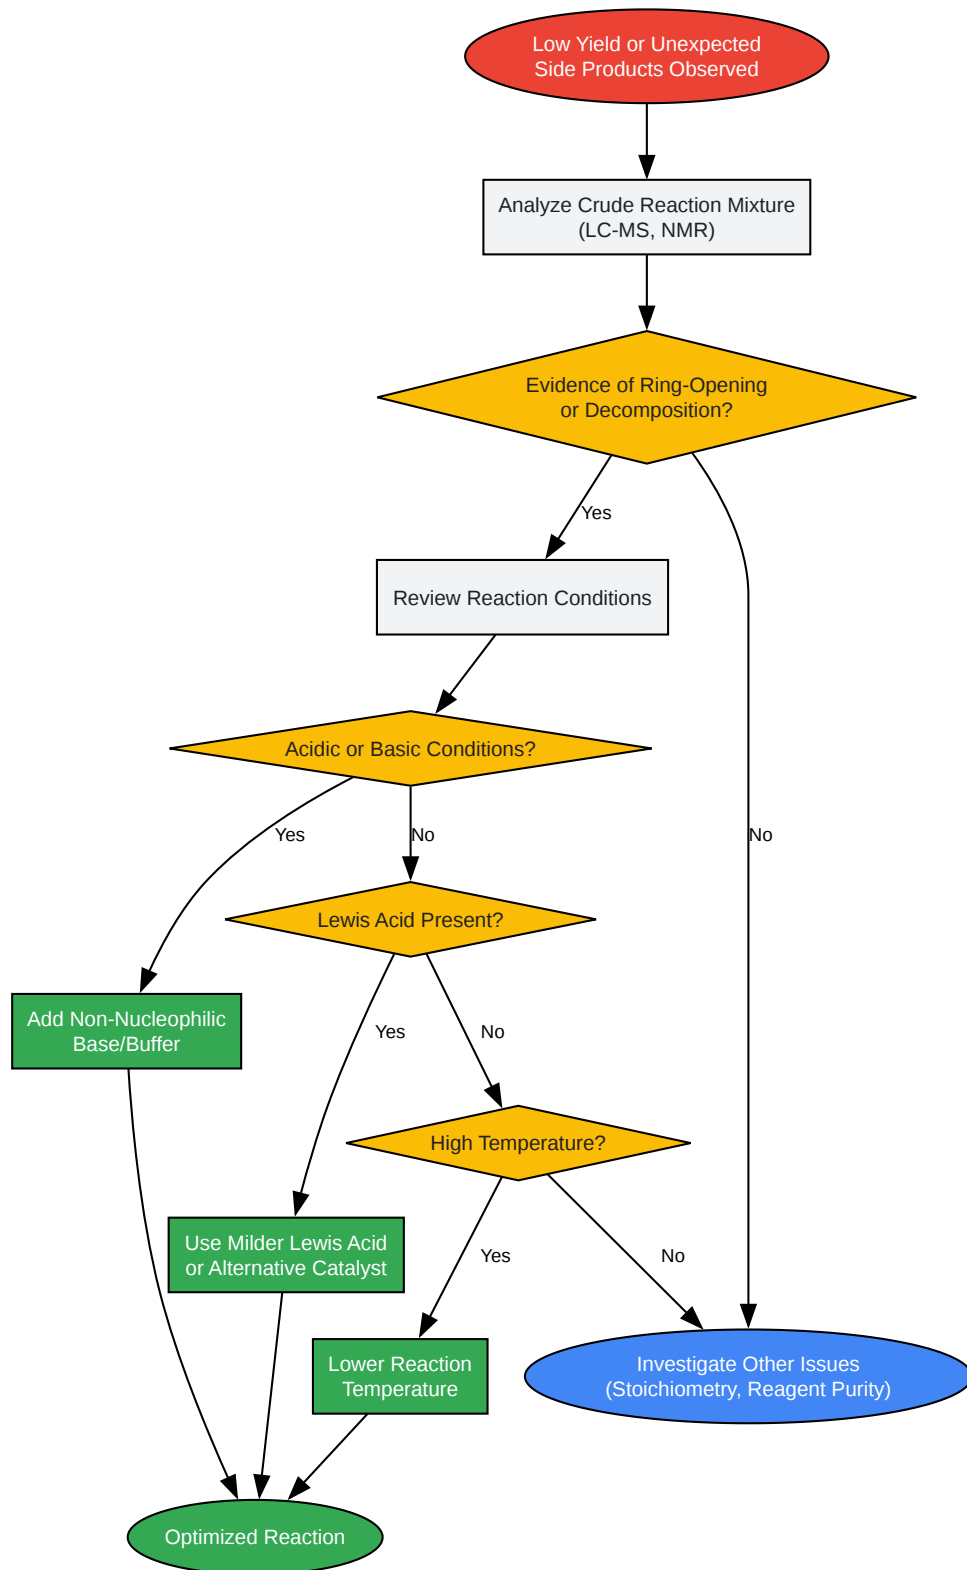 Low Yield or Unexpected
Side Products Observed
Analyze Crude Reaction Mixture
(LC-MS, NMR)
Evidence of Ring-Opening
or Decomposition?
Yes
Review Reaction Conditions
Acidic or Basic Conditions?
Yes
No
No
Lewis Acid Present?
Add Non-Nucleophilic
Base/Buffer
Yes
No
High Temperature?
Use Milder Lewis Acid
or Alternative Catalyst
Yes
No
Lower Reaction
Temperature
Investigate Other Issues
(Stoichiometry, Reagent Purity)
Optimized Reaction